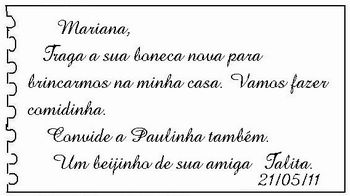 Mariana,
Traga a sua boneca nova para
brincarmos na minha casa. Vamos fazer
comidinha.
Convide a Paulinha também.
Um beijinho de sua amiga Talita.
21/05/11